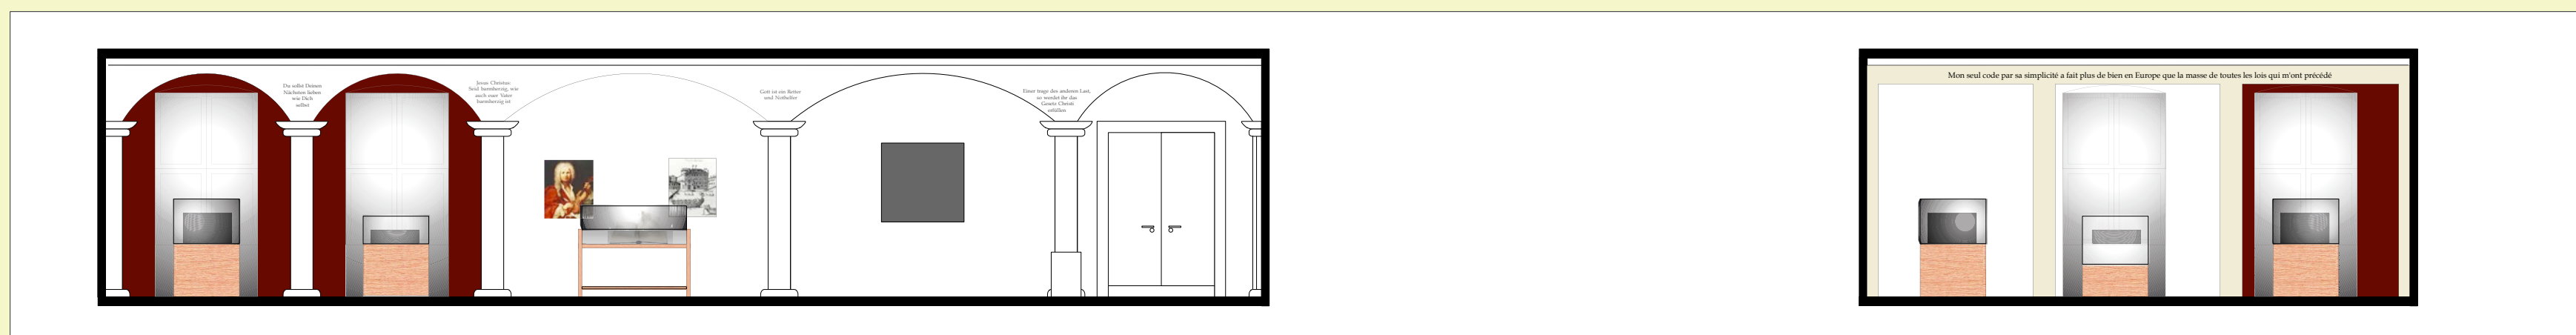 Du sollst Deinen
Nächsten lieben
wie Dich
selbst
Jesus Christus:
Seid barmherzig, wie
auch euer Vater
barmherzig ist
Gott ist ein Retter
und Nothelfer
Einer trage des anderen Last,
so werdet ihr das
Gesetz Christi
erfüllen
Mon seul code par sa simplicité a fait plus de bien en Europe que la masse de toutes les lois qui m'ont précédé